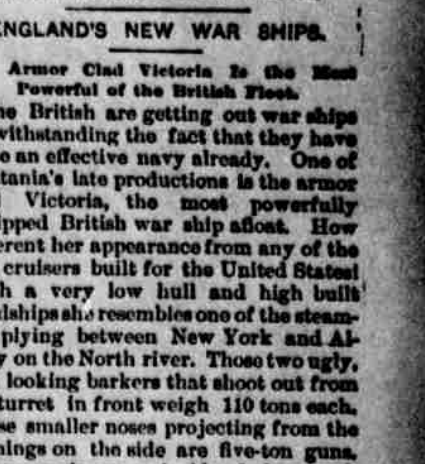 ENGLAND'S NEW WAR SHIPS.
Armor Clad Victoria Is the Most
Powerful of the British Fleet.
he British are getting out war ships
withstanding the fact that they have
e an effective navy already. One of
tania's late productions is the armor
d Victoria, the most powerfully
ipped British war ship afloat. How
erent her appearance from any of the
cruisers built for the United States!
h a very low hull and high built
dships she resembles one of the steam-
plying between New York and Al-
y on the North river. Those two ugly,
looking barkers that shoot out from
turret in front weigh 110 tons each.
se smaller noses projecting from the
nings on the side are five-ton guns.